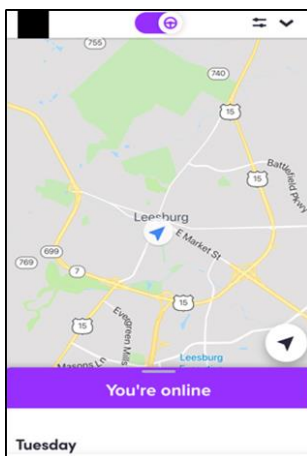 755
740
15
Battlefield Pkwy
15
Leesburg
E Market St
699
769
7
15
15
Evergreen Mills
Masons Ln
Leesburg
You're online
Tuesday